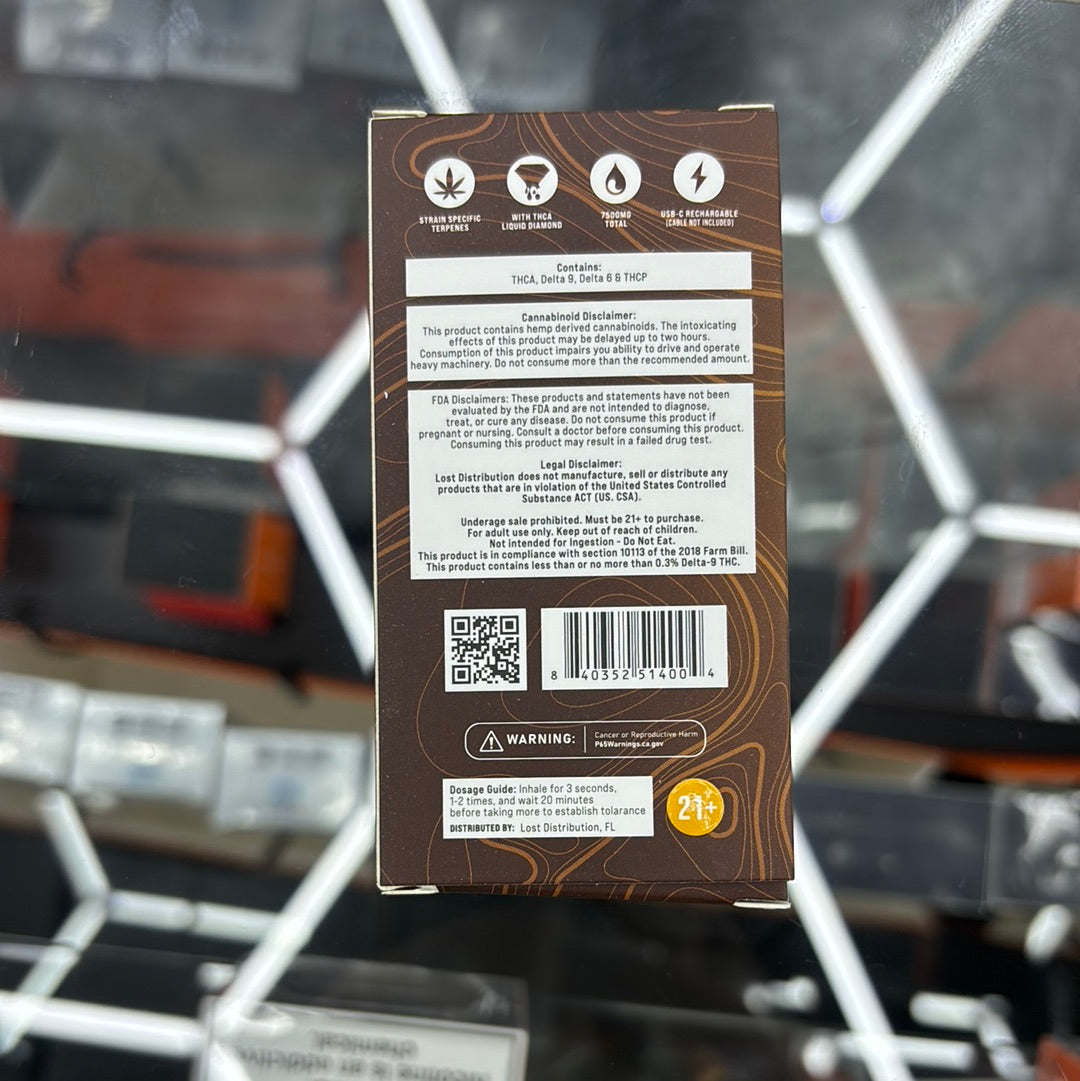 STRAIN SPECIFIC
TERPENES
WITH THCA
LIQUID DIAMOND
7500MG
TOTAL
USB-C RECHARGABLE
(CABLE NOT INCLUDED)
Contains:
THCA, Delta 9, Delta 6 & THCP
Cannabinoid Disclaimer:
This product contains hemp derived cannabinoids. The intoxicating
effects of this product may be delayed up to two hours.
Consumption of this product impairs you ability to drive and operate
heavy machinery. Do not consume more than the recommended amount.
FDA Disclaimers: These products and statements have not been
evaluated by the FDA and are not intended to diagnose,
treat, or cure any disease. Do not consume this product if
pregnant or nursing. Consult a doctor before consuming this product.
Consuming this product may result in a failed drug test.
Legal Disclaimer:
Lost Distribution does not manufacture, sell or distribute any
products that are in violation of the United States Controlled
Substance ACT (US. CSA).
Underage sale prohibited. Must be 21+ to purchase.
For adult use only. Keep out of reach of children.
Not intended for Ingestion - Do Not Eat.
This product is in compliance with section 10113 of the 2018 Farm Bill.
This product contains less than or no more than 0.3% Delta-9 THC.
8 40352 51400 4
WARNING:
Cancer or Reproductive Harm
P65Warnings.ca.gov
Dosage Guide: Inhale for 3 seconds,
1-2 times, and wait 20 minutes
before taking more to establish tolarance
DISTRIBUTED BY: Lost Distribution, FL
21+
nicotine is an addictive
chemical.